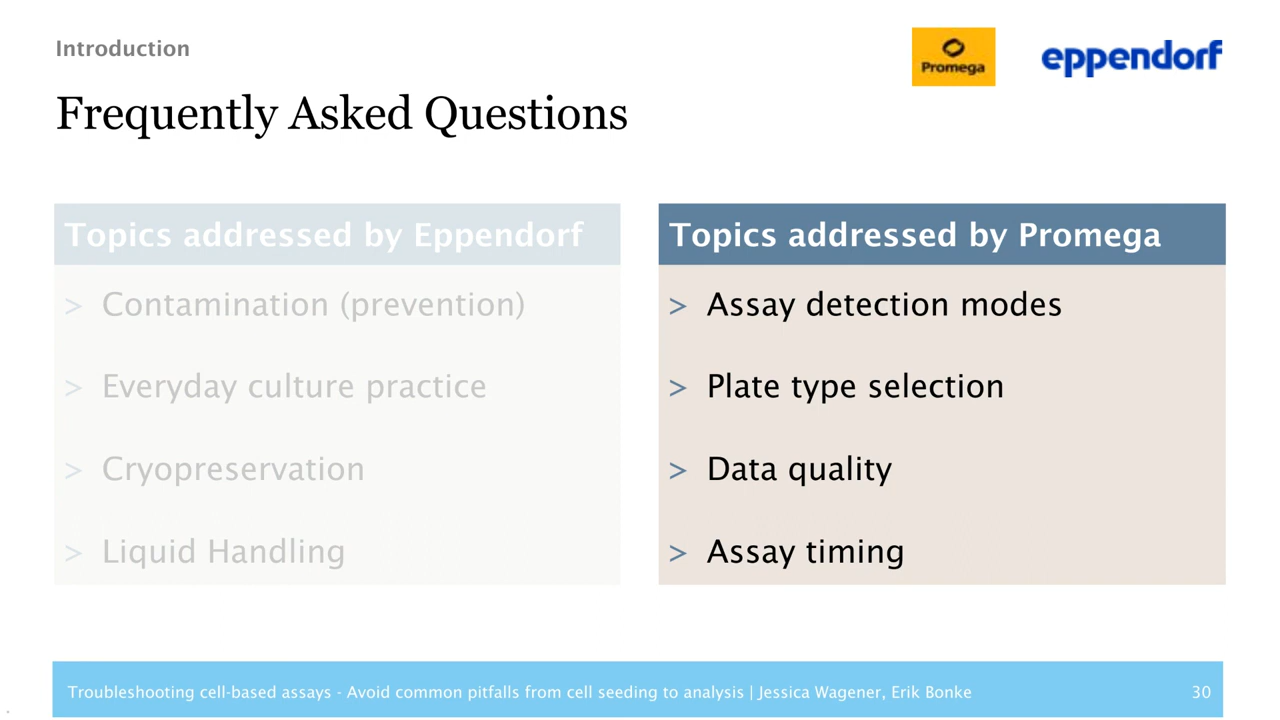 Introduction
Promega
eppendorf
Frequently Asked Questions
Topics addressed by Eppendorf
> Contamination (prevention)
> Everyday culture practice
> Cryopreservation
> Liquid Handling
Topics addressed by Promega
> Assay detection modes
> Plate type selection
> Data quality
> Assay timing
Troubleshooting cell-based assays - Avoid common pitfalls from cell seeding to analysis | Jessica Wagener, Erik Bonke
30